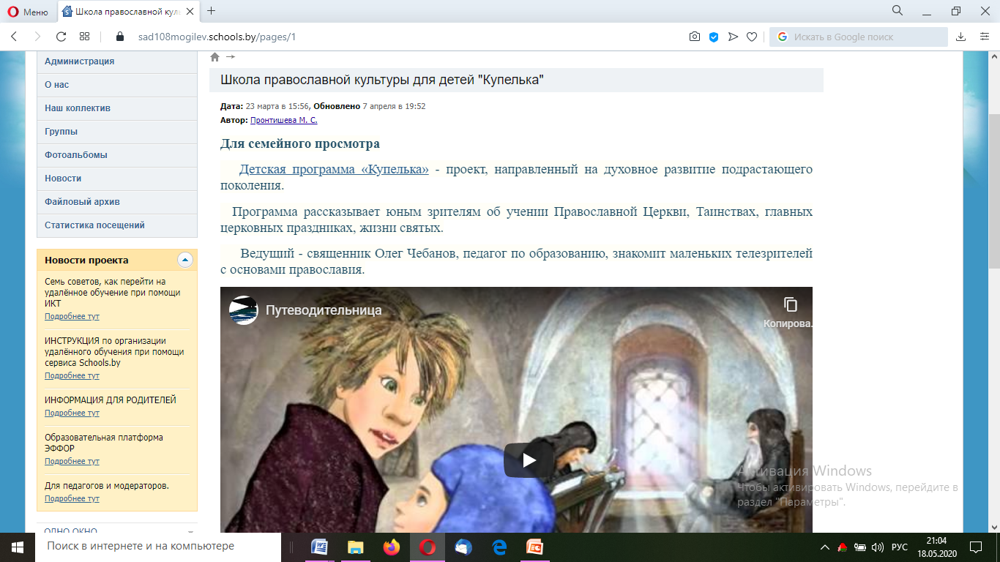 Меню
Школа православной куль
sad108mogilev.schools.by/pages/1
Искать в Google поиск
Администрация
О нас
Наш коллектив
Группы
Фотоальбомы
Новости
Файловый архив
Статистика посещений
Новости проекта
Семь советов, как перейти на
удалённое обучение при помощи
ИКТ
Подробнее тут
ИНСТРУКЦИЯ по организации
удалённого обучения при помощи
сервиса Schools.by
Подробнее тут
ИНФОРМАЦИЯ ДЛЯ РОДИТЕЛЕЙ
Подробнее тут
Образовательная платформа
ЭФФОР
Подробнее тут
Для педагогов и модераторов.
Подробнее тут
ОДНО ОКНО
Школа православной культуры для детей "Купелька"
Дата: 23 марта в 15:56, Обновлено 7 апреля в 19:52
Автор: Пронтишева М. С.
Для семейного просмотра
Детская программа «Купелька» - проект, направленный на духовное развитие подрастающего
поколения.
Программа рассказывает юным зрителям об учении Православной Церкви, Таинствах, главных
церковных праздниках, жизни святых.
Ведущий - священник Олег Чебанов, педагог по образованию, знакомит маленьких телезрителей
с основами православия.
Путеводительница
Копирова.
Активация Windows
Чтобы активировать Windows, перейдите в
раздел "Параметры".
Поиск в интернете и на компьютере
РУС
21:04
18.05.2020